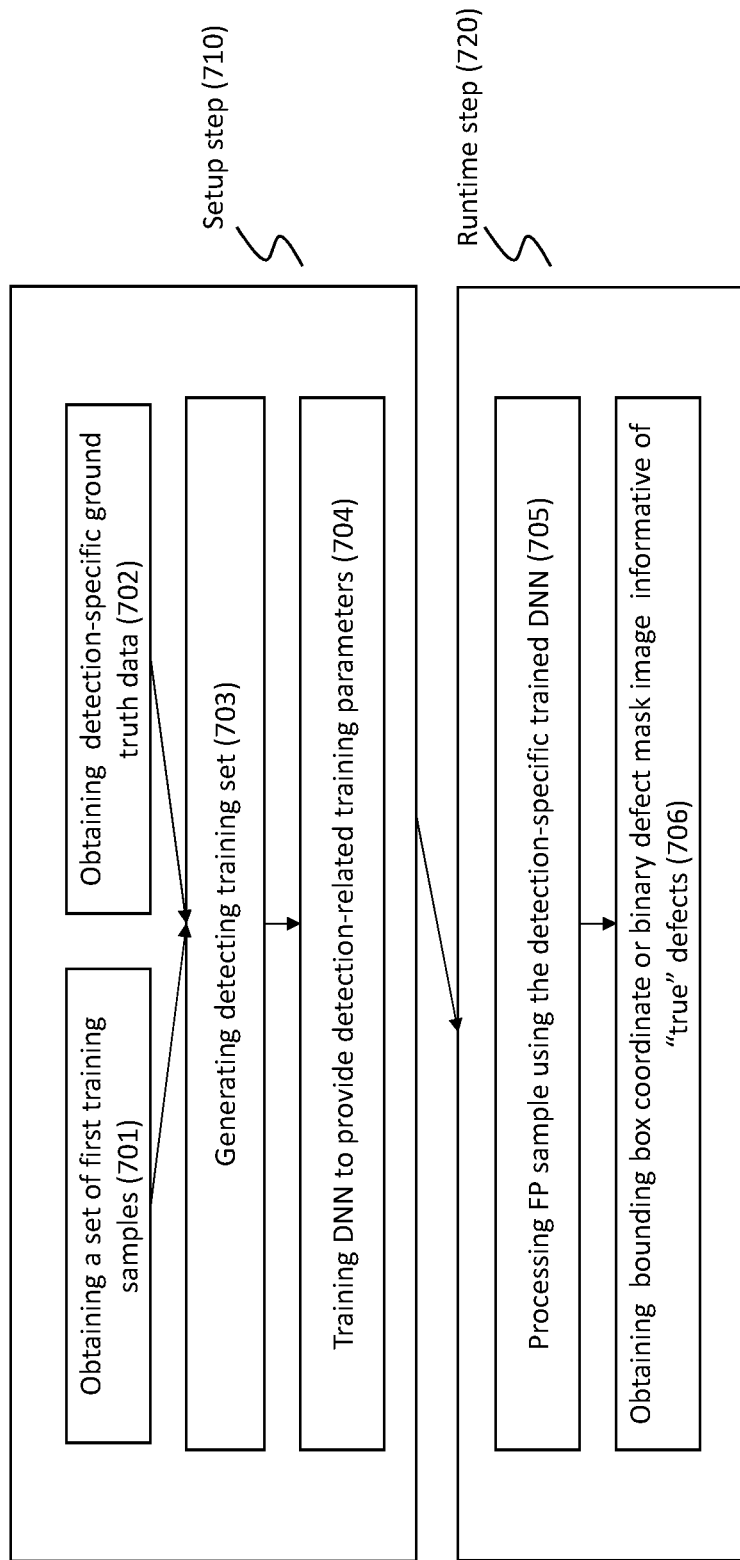 Setup step (710)
Obtaining a set of first training
samples (701)
Obtaining detection-specific ground
truth data (702)
Generating detecting training set (703)
Training DNN to provide detection-related training parameters (704)
Runtime step (720)
Processing FP sample using the detection-specific trained DNN (705)
Obtaining bounding box coordinate or binary defect mask image informative of
“true” defects (706)